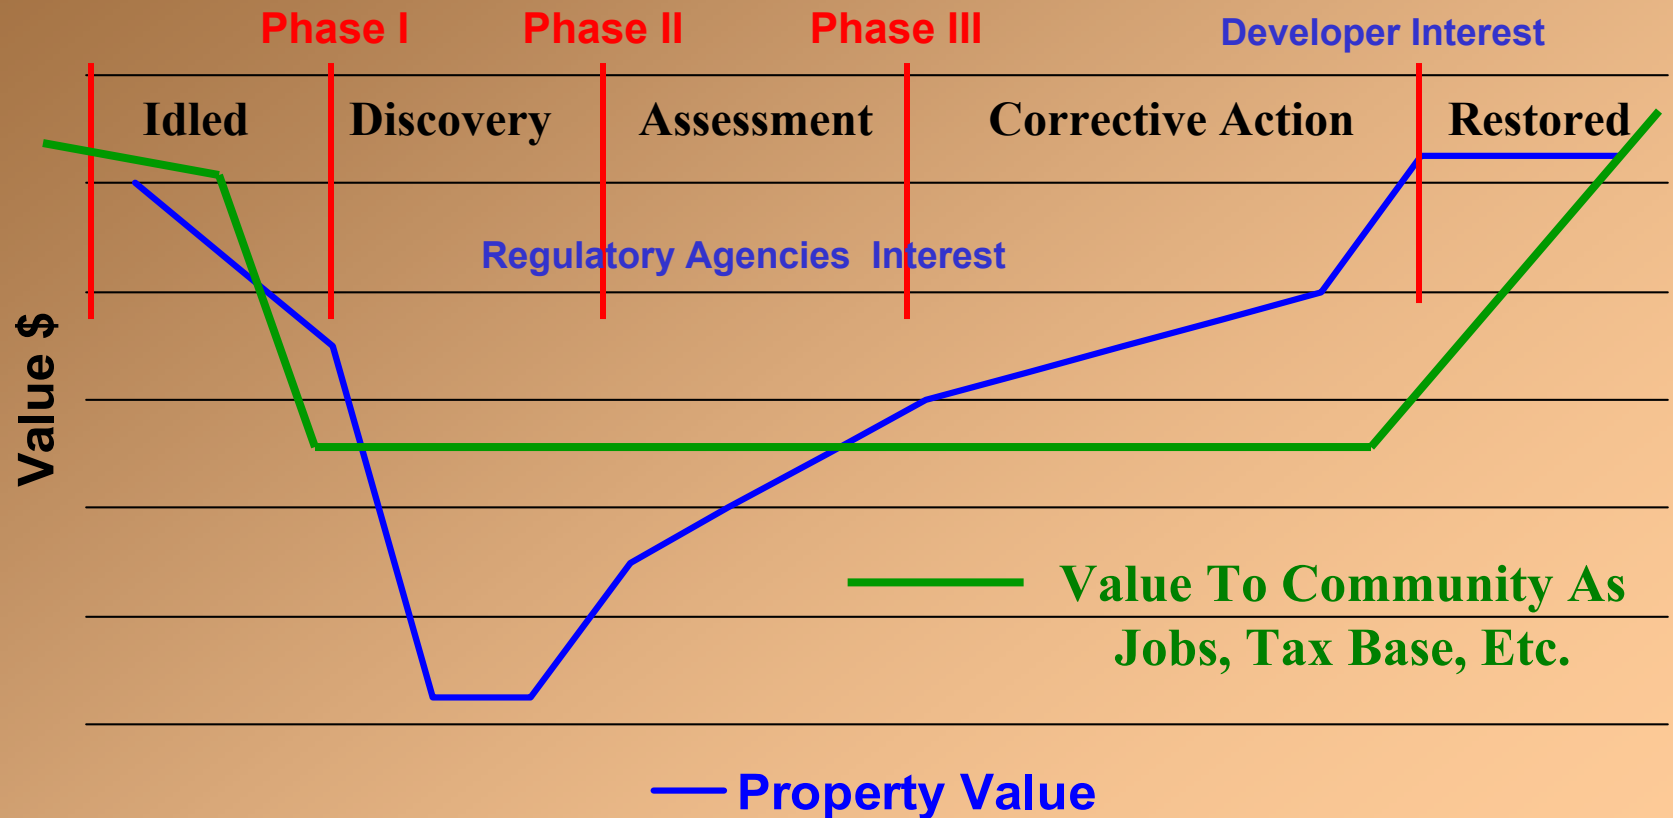 Phase I
Phase II
Phase III
Developer Interest
Idled
Discovery
Assessment
Corrective Action
Restored
Regulatory Agencies  Interest
Value $
Value To Community As
Jobs, Tax Base, Etc.
Property Value